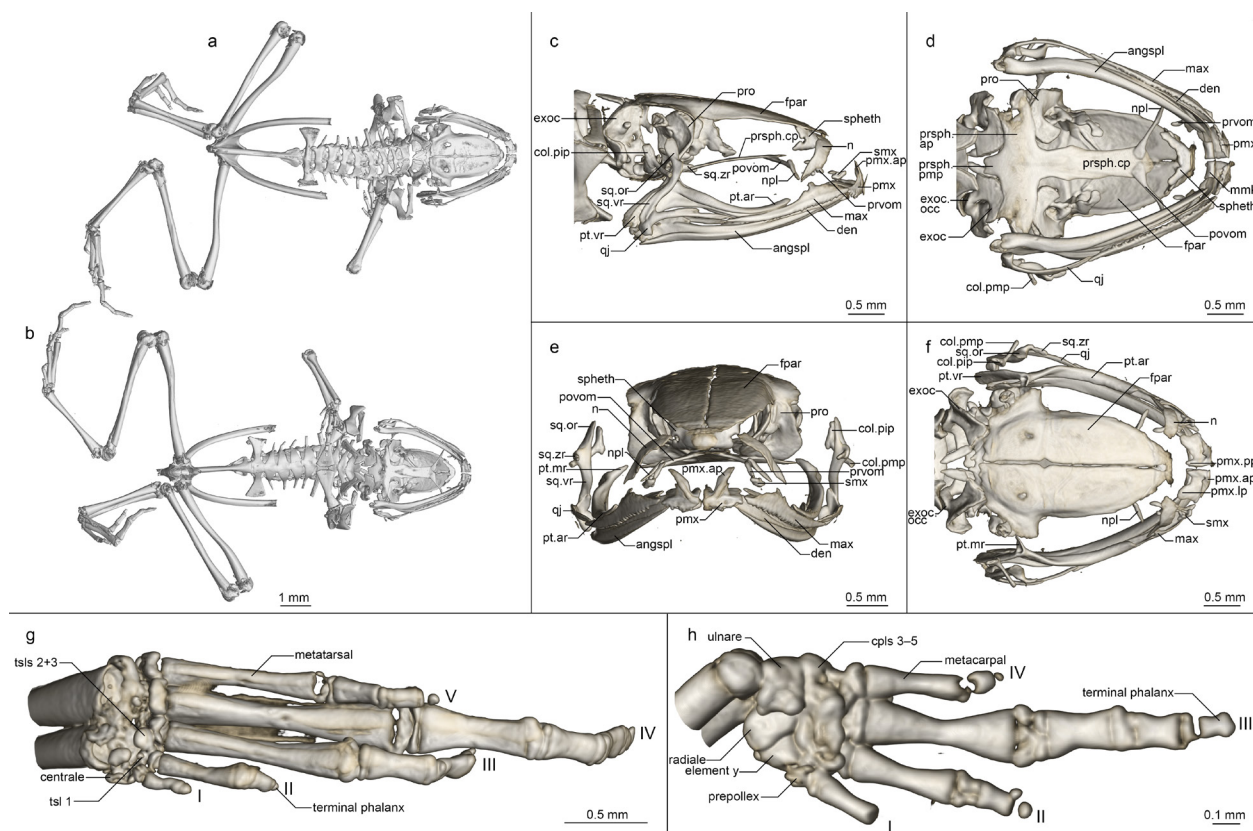 a
b
1 mm
c
pro
fpar
exoc
spheth
prsph.cp
n
col.pip
smx
pmx.ap
povom
npl
sq.zr
sq.or
pmx
sq.vr
pt.ar
prvom
max
pt.vr
den
qj
angspl
0.5 mm
d
angspl
max
pro
den
npl
prvom
prsph.
ap
pmx
prsph.
pmp
prsph.cp
mmk
exoc.
occ
spheth
exoc
povom
fpar
qj
col.pmp
0.5 mm
e
fpar
spheth
povom
n
pro
sq.or
col.pip
npl
sq.zr
pmx.ap
col.pmp
pt.mr
prvom
sq.vr
smx
qj
pmx
pt.ar
max
angspl
den
0.5 mm
f
col.pmp
sq.zr
sq.or
qj
col.pip
pt.ar
pt.vr
fpar
exoc
n
pmx.pp
pmx.ap
exoc.
occ
pmx.lp
npl
smx
pt.mr
max
0.5 mm
g
tsls 2+3
metatarsal
V
IV
III
centrale
II
tsl 1
I
terminal phalanx
0.5 mm
h
ulnare
cpls 3–5
metacarpal
IV
terminal phalanx
III
radiale
element y
prepollex
II
I
0.1 mm